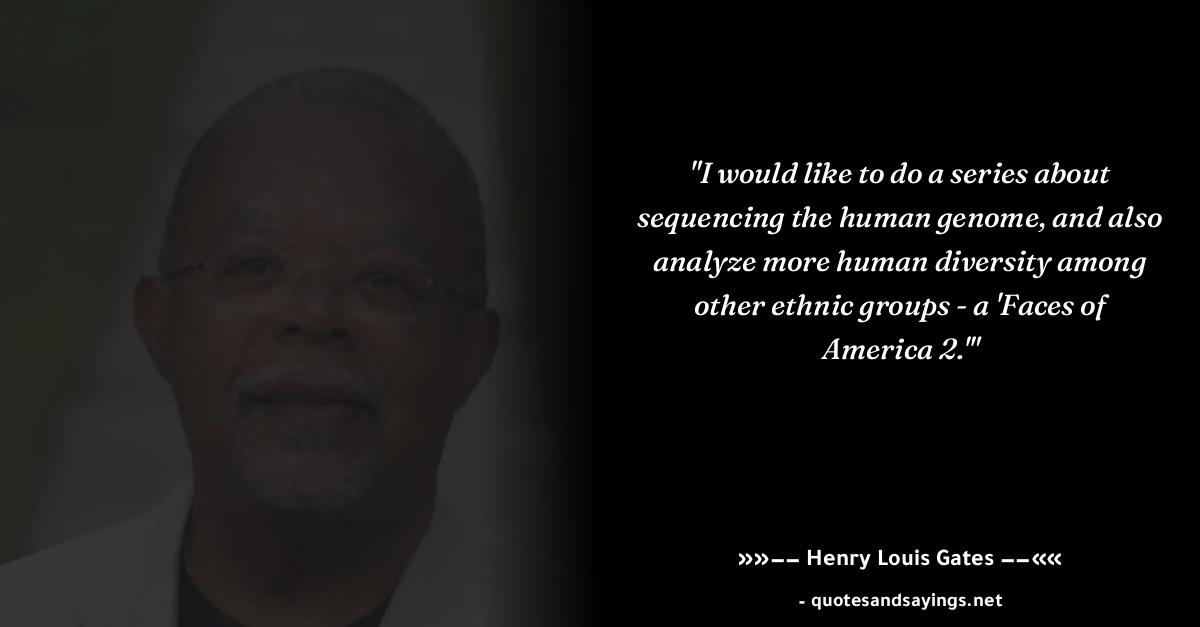 "I would like to do a series about
sequencing the human genome, and also
analyze more human diversity among
other ethnic groups - a 'Faces of
America 2.'"
»»−− Henry Louis Gates −−««
- quotesandsayings.net